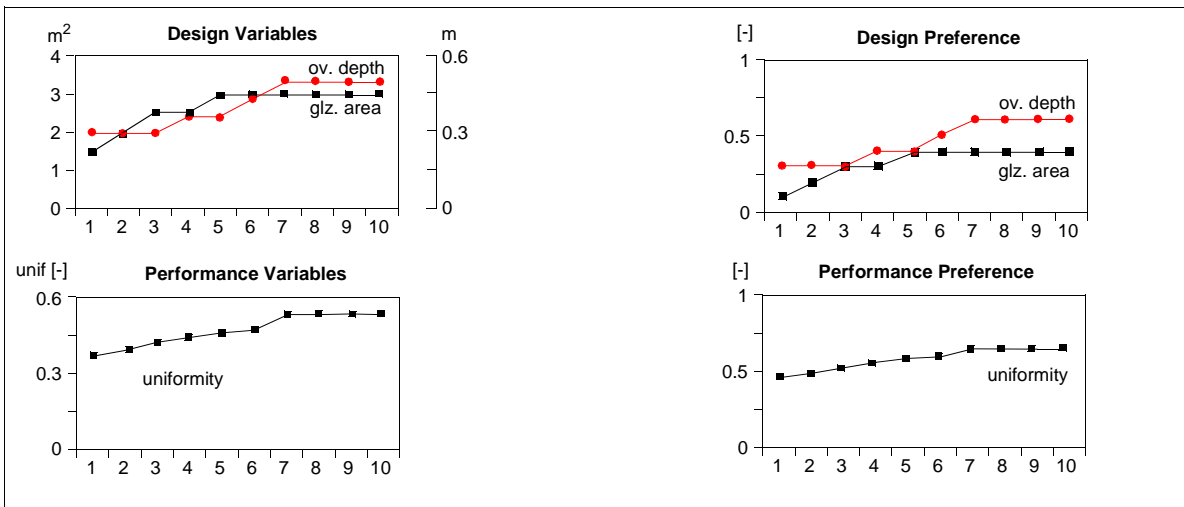 Design Variables
m²
m
4
3
2
1
0
0.6
0.3
0
ov. depth
glz. area
1 2 3 4 5 6 7 8 9 10
Design Preference
[-]
1
0.5
0
ov. depth
glz. area
1 2 3 4 5 6 7 8 9 10
Performance Variables
unif [-]
0.6
0.3
0
uniformity
1 2 3 4 5 6 7 8 9 10
Performance Preference
[-]
1
0.5
0
uniformity
1 2 3 4 5 6 7 8 9 10